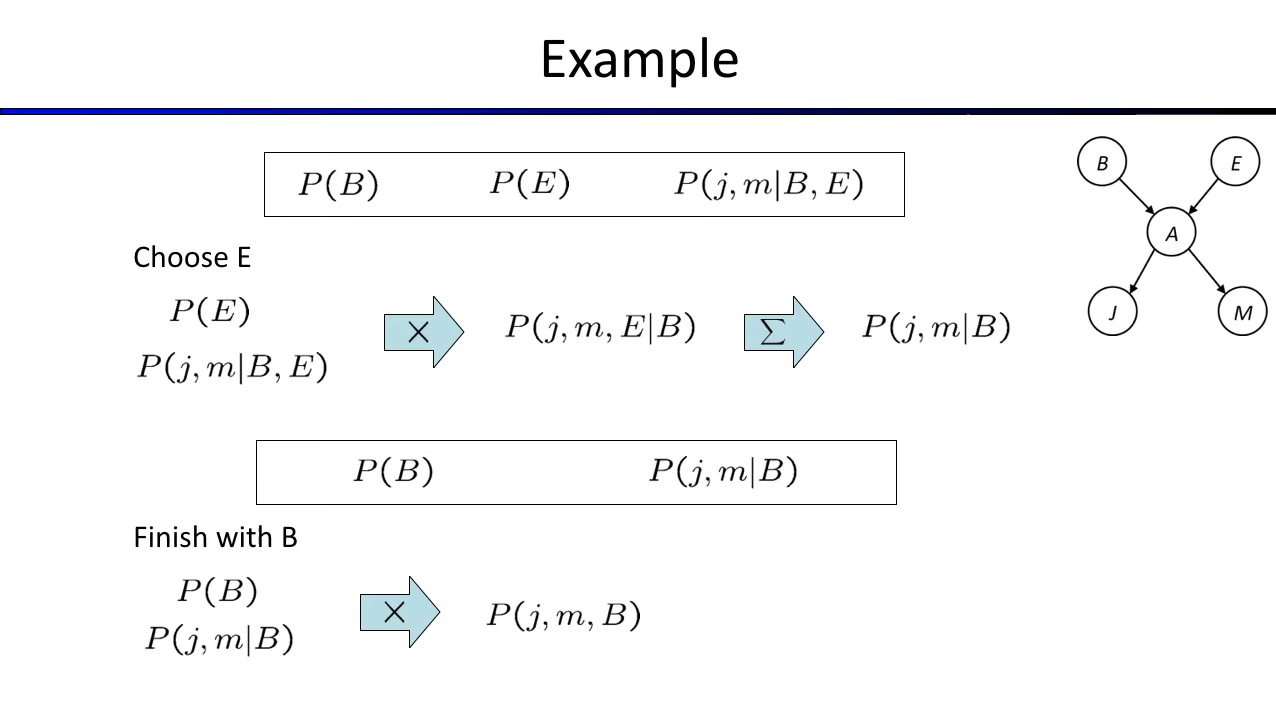 Example
P(B) P(E) P(j, m|B, E)
B E
A
J M
Choose E
P(E)
P(j, m|B, E)
× P(j, m, E|B) ∑ P(j, m|B)
P(B) P(j, m|B)
Finish with B
P(B)
P(j, m|B)
× P(j, m, B)